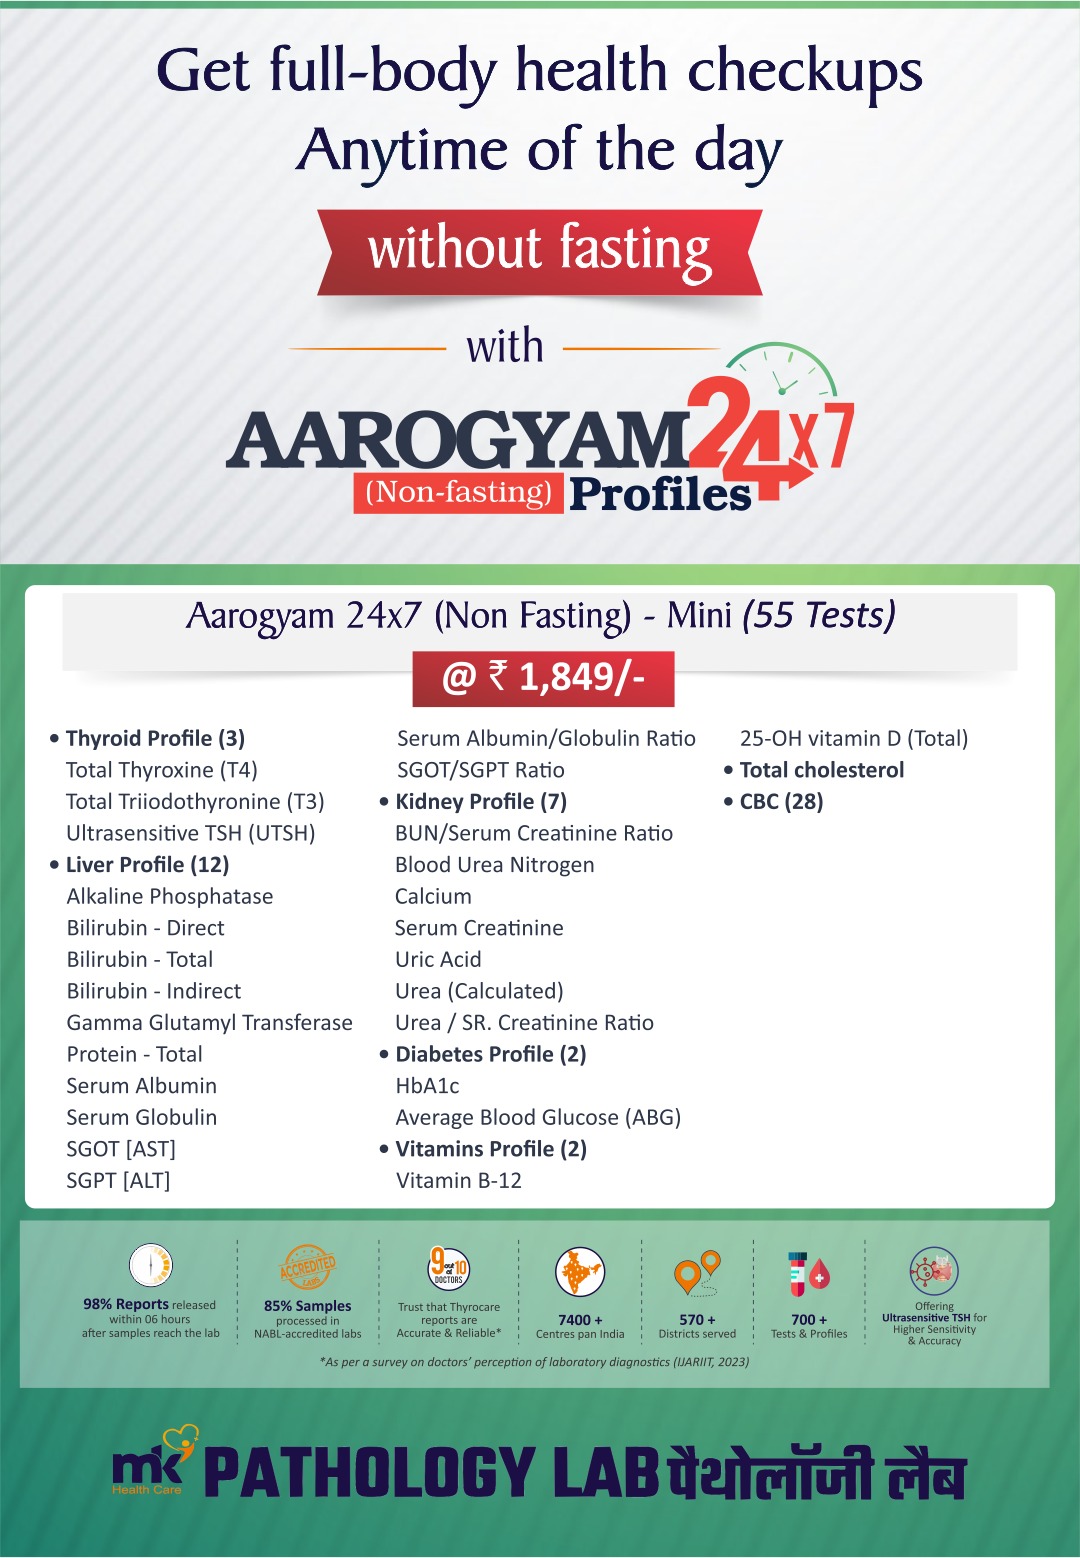 Get full-body health checkups
Anytime of the day
without fasting
with
AAROGYAM 24x7
(Non-fasting) Profiles
Aarogyam 24x7 (Non Fasting) - Mini (55 Tests)
@ ₹ 1,849/-
• Thyroid Profile (3)
Total Thyroxine (T4)
Total Triiodothyronine (T3)
Ultrasensitive TSH (UTSH)
• Liver Profile (12)
Alkaline Phosphatase
Bilirubin - Direct
Bilirubin - Total
Bilirubin - Indirect
Gamma Glutamyl Transferase
Protein - Total
Serum Albumin
Serum Globulin
SGOT [AST]
SGPT [ALT]
Serum Albumin/Globulin Ratio
SGOT/SGPT Ratio
• Kidney Profile (7)
BUN/Serum Creatinine Ratio
Blood Urea Nitrogen
Calcium
Serum Creatinine
Uric Acid
Urea (Calculated)
Urea / SR. Creatinine Ratio
• Diabetes Profile (2)
HbA1c
Average Blood Glucose (ABG)
• Vitamins Profile (2)
Vitamin B-12
25-OH vitamin D (Total)
• Total cholesterol
• CBC (28)
98% Reports released
within 06 hours
after samples reach the lab
ACCREDITED
LABS
85% Samples
processed in
NABL-accredited labs
9 out of 10
DOCTORS
Trust that Thyrocare
reports are
Accurate & Reliable*
7400 +
Centres pan India
570 +
Districts served
700 +
Tests & Profiles
Offering
Ultrasensitive TSH for
Higher Sensitivity
& Accuracy
*As per a survey on doctors' perception of laboratory diagnostics (IJARIIT, 2023)
mk
Health Care
PATHOLOGY LAB पैथोलॉजी लैब